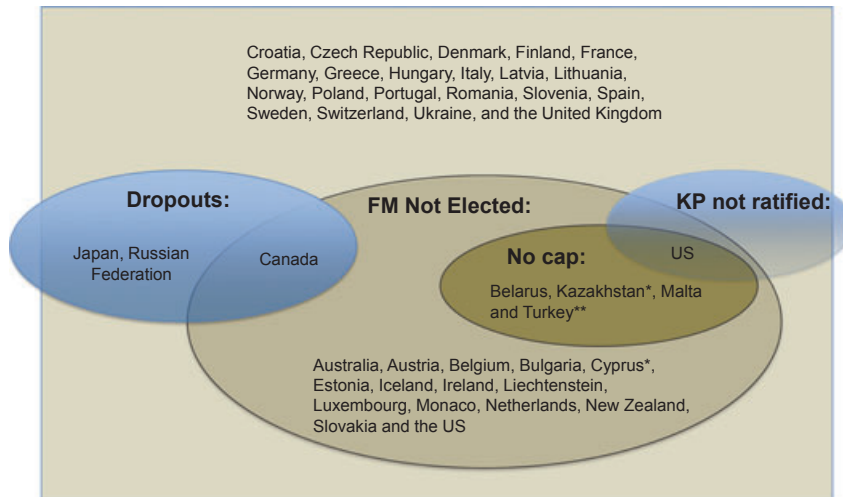 Croatia, Czech Republic, Denmark, Finland, France,
Germany, Greece, Hungary, Italy, Latvia, Lithuania,
Norway, Poland, Portugal, Romania, Slovenia, Spain,
Sweden, Switzerland, Ukraine, and the United Kingdom
Dropouts:
Japan, Russian
Federation
Canada
FM Not Elected:
KP not ratified:
US
No cap:
Belarus, Kazakhstan*, Malta
and Turkey**
Australia, Austria, Belgium, Bulgaria, Cyprus*,
Estonia, Iceland, Ireland, Liechtenstein,
Luxembourg, Monaco, Netherlands, New Zealand,
Slovakia and the US